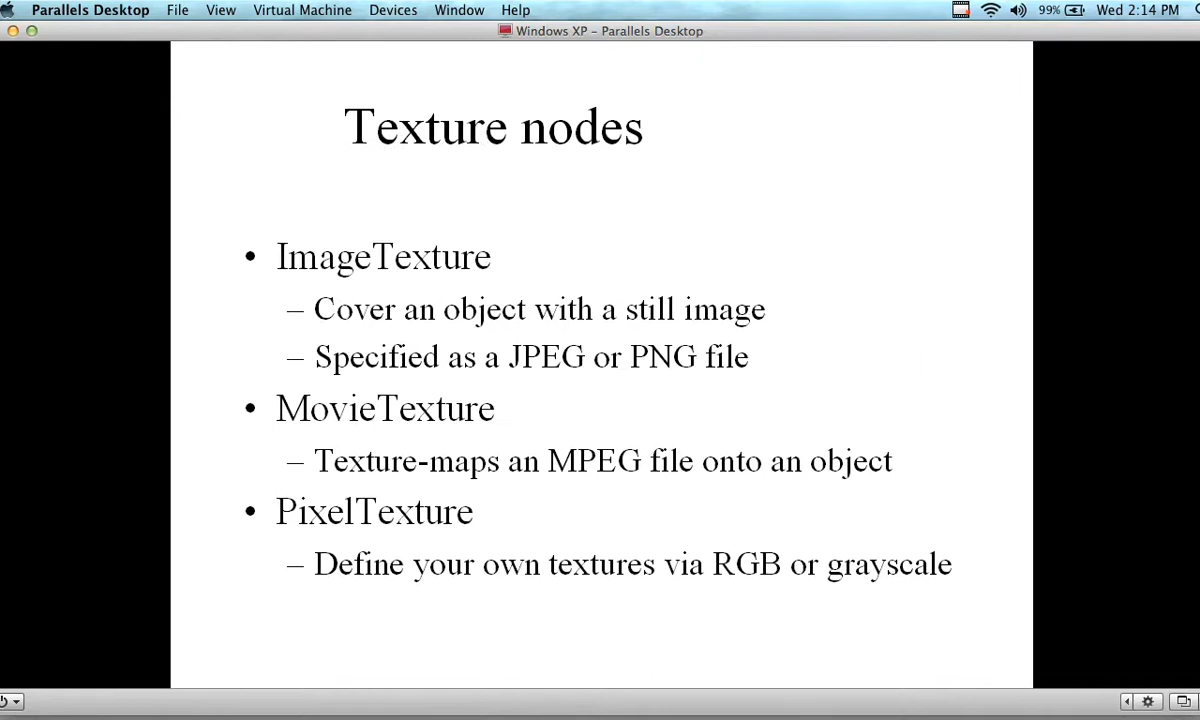 Parallels Desktop File View Virtual Machine Devices Window Help 99% Wed 2:14 PM
Windows XP – Parallels Desktop
Texture nodes
• ImageTexture
– Cover an object with a still image
– Specified as a JPEG or PNG file
• MovieTexture
– Texture-maps an MPEG file onto an object
• PixelTexture
– Define your own textures via RGB or grayscale